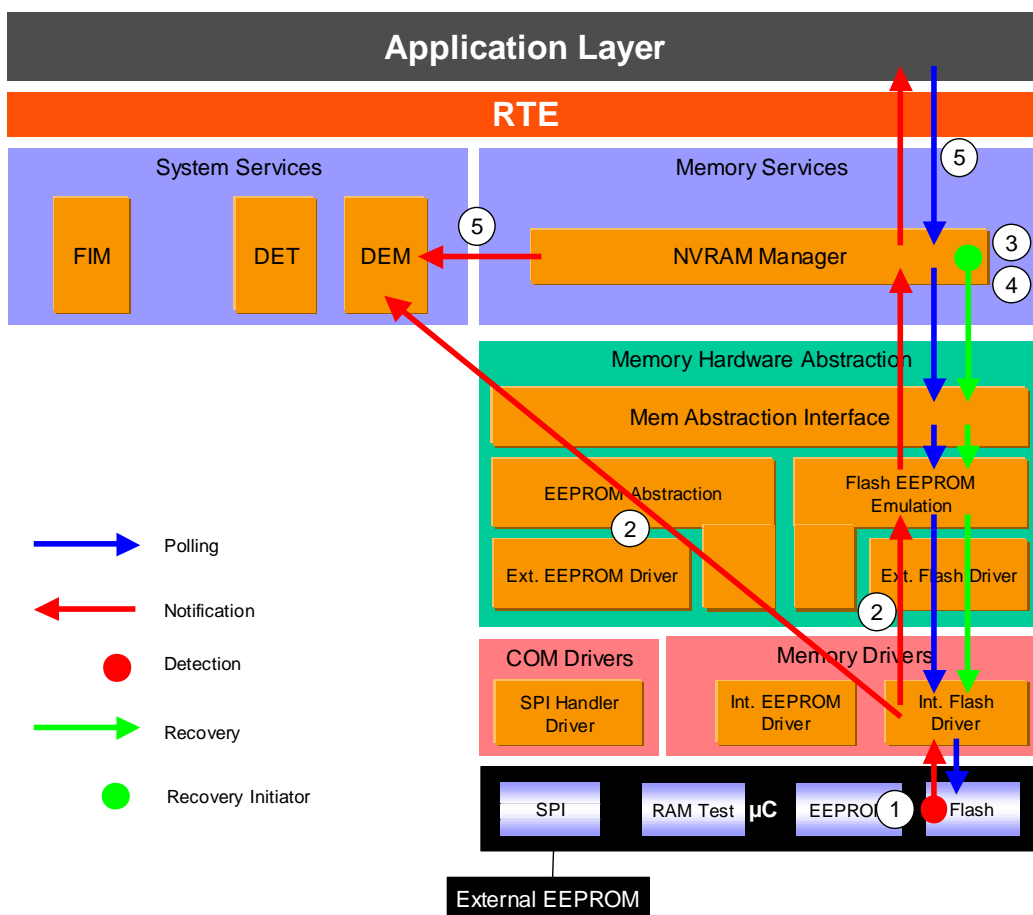 Application Layer
RTE
System Services
Memory Services
5
FIM
DET
DEM
5
NVRAM Manager
3
4
Memory Hardware Abstraction
Mem Abstraction Interface
EEPROM Abstraction
Flash EEPROM
Emulation
2
Ext. EEPROM Driver
Ext. Flash Driver
2
COM Drivers
Memory Drivers
SPI Handler
Driver
Int. EEPROM
Driver
Int. Flash
Driver
SPI
RAM Test
µC
EEPROM
1
Flash
External EEPROM
Polling
Notification
Detection
Recovery
Recovery Initiator